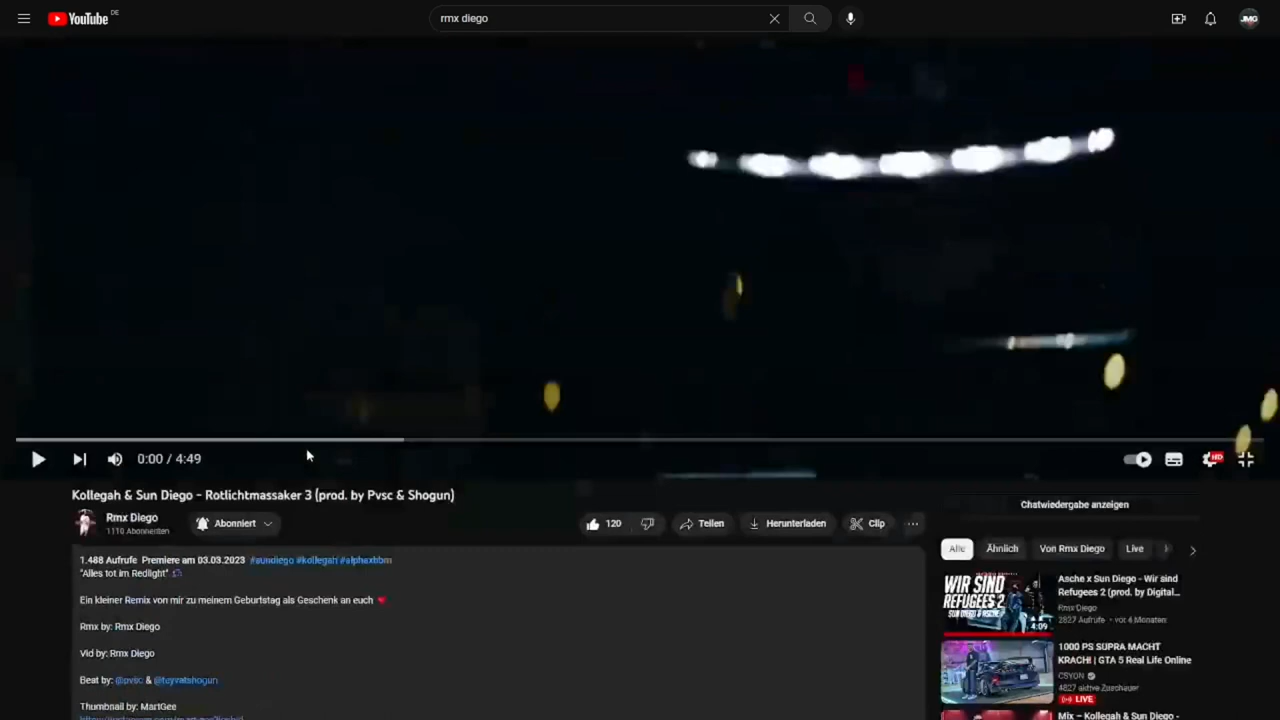 YouTube DE
rmx diego
JMG
0:00 / 4:49
HD
Kollegah & Sun Diego - Rotlichtmassaker 3 (prod. by Pvsc & Shogun)
Rmx Diego
1110 Abonnenten
Abonniert
120
Teilen
Herunterladen
Clip
1.488 Aufrufe Premiere am 03.03.2023 #sundiego #kollegah #alphaxbbm
"Alles tot im Redlight"
Ein kleiner Remix von mir zu meinem Geburtstag als Geschenk an euch
Rmx by: Rmx Diego
Vid by: Rmx Diego
Beat by: @pvsc &
Thumbnail by: MartGee
Chatwiedergabe anzeigen
Alle
Ähnlich
Von Rmx Diego
Live
WIR SIND
REFUGEES 2
SUN DIEGO & ASCHE
4:09
Asche x Sun Diego - Wir sind
Refugees 2 (prod. by Digital...
Rmx Diego
2827 Aufrufe • vor 6 Monaten
1000 PS SUPRA MACHT
KRACH! | GTA 5 Real Life Online
CSYON
4827 aktive Zuschauer
LIVE
Mix – Kollegah & Sun Diego -